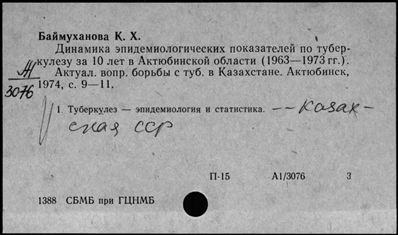 Баймуханова К. Х.
Динамика эпидемиологических показателей по тубер-
кулезу за 10 лет в Актюбинской области (1963—1973 гг.).
Актуал. вопр. борьбы с туб. в Казахстане. Актюбинск,
1974, с. 9—11.
3076
1. Туберкулез — эпидемиология и статистика. -- Казах-
ская ССР
П-15 А1/3076 3
1388 СБМБ при ГЦНМБ